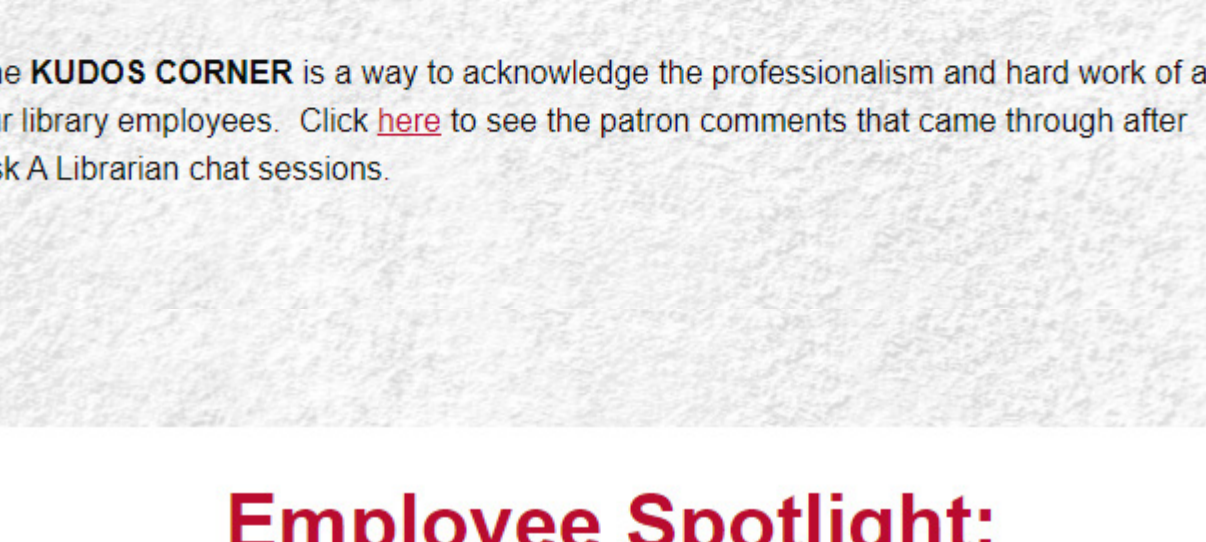 he KUDOS CORNER is a way to acknowledge the professionalism and hard work of a
r library employees.  Click here to see the patron comments that came through after
sk A Librarian chat sessions.
Employee Spotlight: